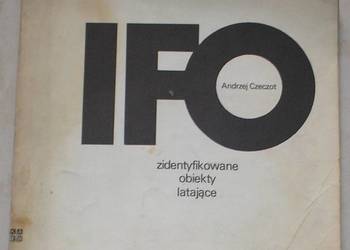 IFO
Andrzej Czeczot
zidentyfikowane
obiekty
latające